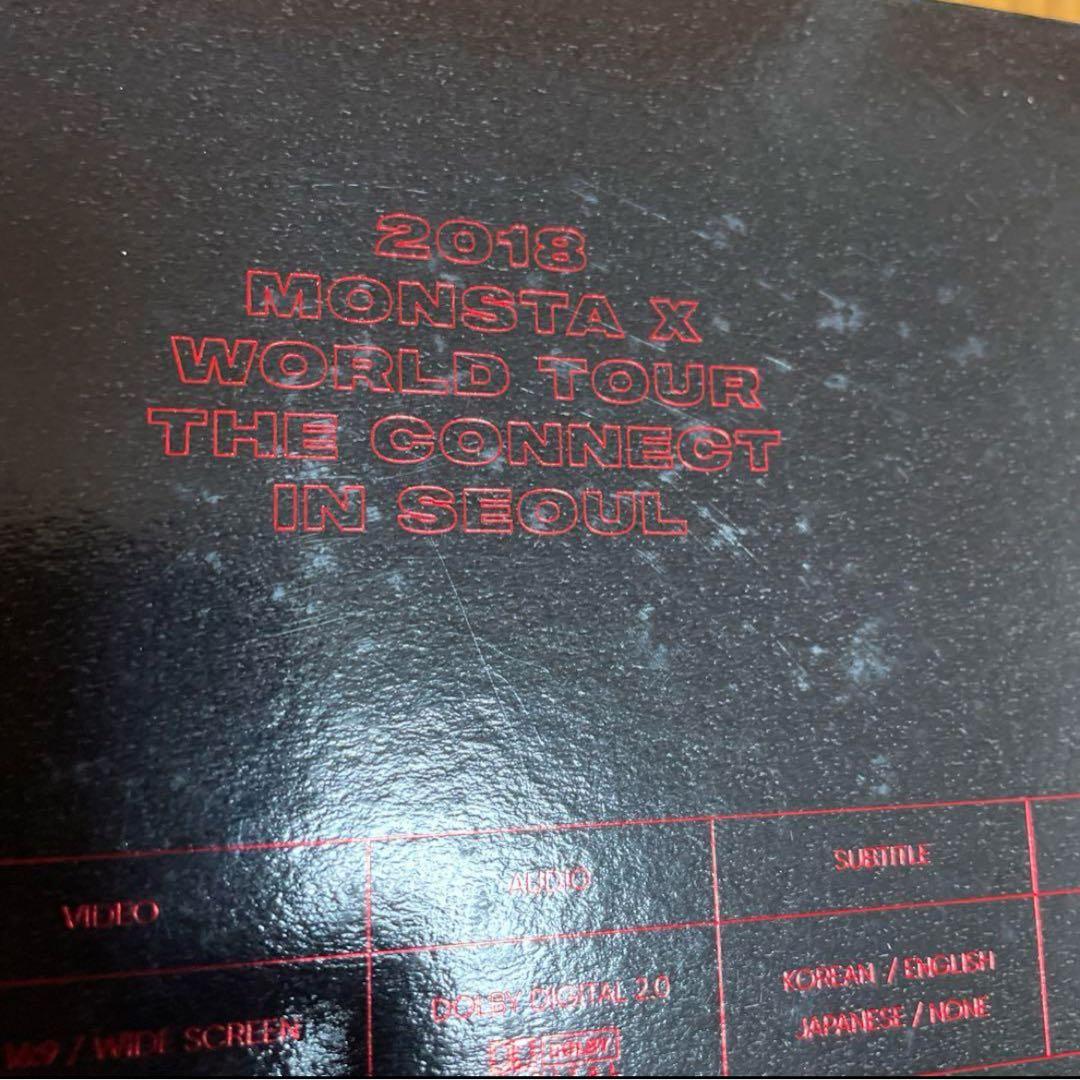 2018
MONSTA X
WORLD TOUR
THE CONNECT
IN SEOUL
VIDEO
AUDIO
SUBTITLE
16:9 / WIDE SCREEN
DOLBY DIGITAL 2.0
KOREAN / ENGLISH
JAPANESE / NONE